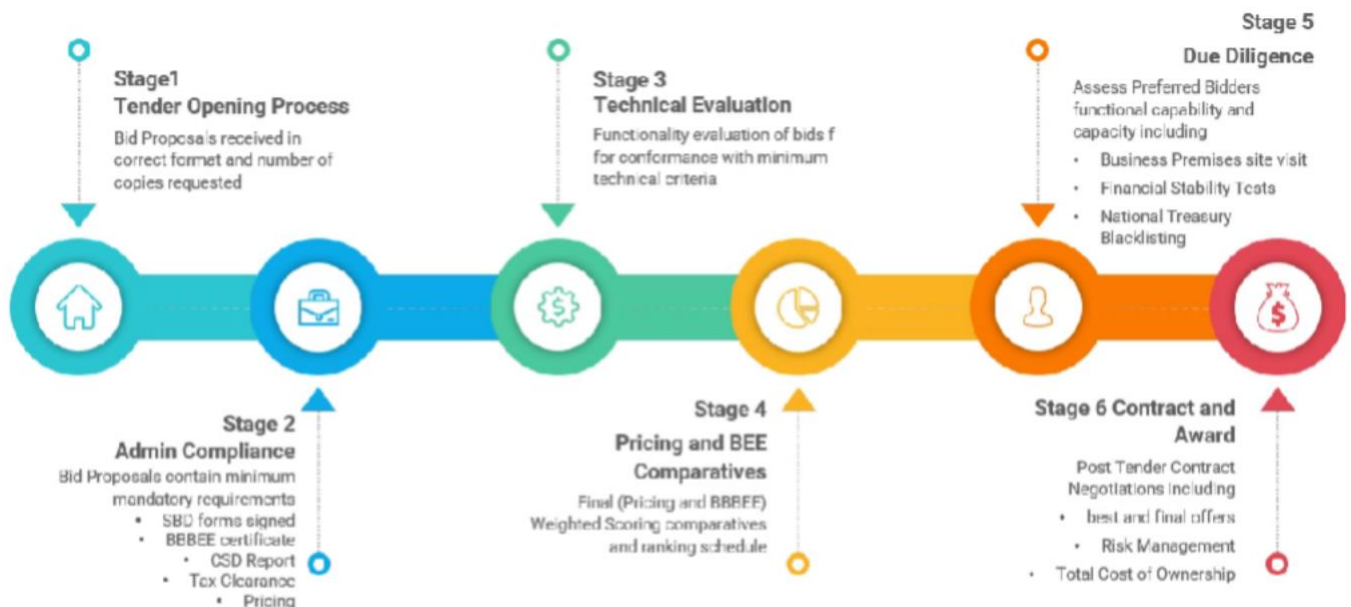 Stage1
Tender Opening Process
Bid Proposals received in
correct format and number of
copies requested
Stage 2
Admin Compliance
Bid Proposals contain minimum
mandatory requirements
• SBD forms signed
• BBBEE certificate
• CSD Report
• Tax Clearance
• Pricing
Stage 3
Technical Evaluation
Functionality evaluation of bids f
for conformance with minimum
technical criteria
Stage 4
Pricing and BEE
Comparatives
Final (Pricing and BBBEE)
Weighted Scoring comparatives
and ranking schedule
Stage 5
Due Diligence
Assess Preferred Bidders
functional capability and
capacity including
• Business Premises site visit
• Financial Stability Tests
• National Treasury
Blacklisting
Stage 6 Contract and
Award
Post Tender Contract
Negotiations including
• best and final offers
• Risk Management
• Total Cost of Ownership
$
$